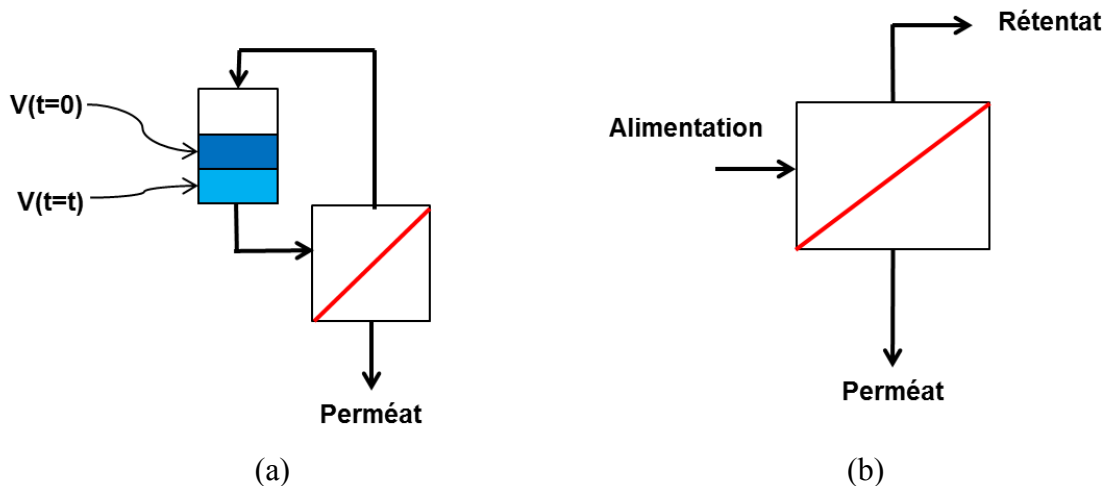 V(t=0)
V(t=t)
Perméat
(a)
Rétentat
Alimentation
Perméat
(b)